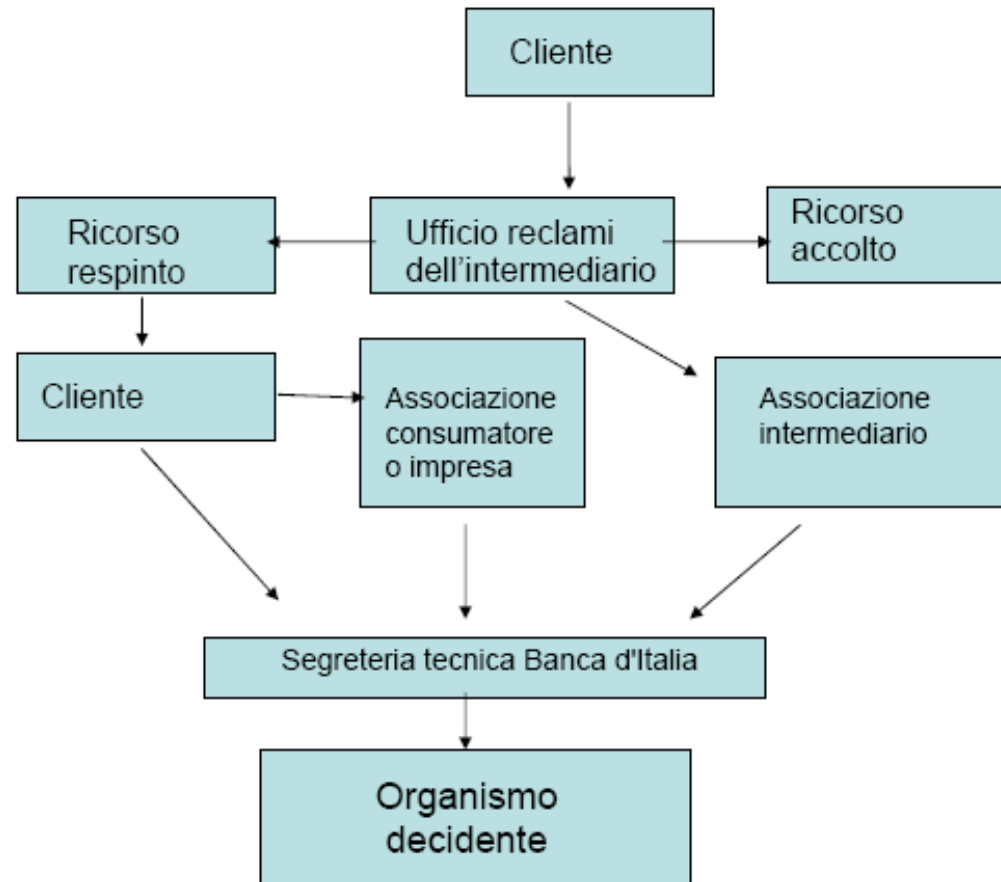 Cliente
Ricorso
respinto
Ufficio reclami
dell'intermediario
Ricorso
accolto
Cliente
Associazione
consumatore
o impresa
Associazione
intermediario
Segreteria tecnica Banca d'Italia
Organismo
decidente